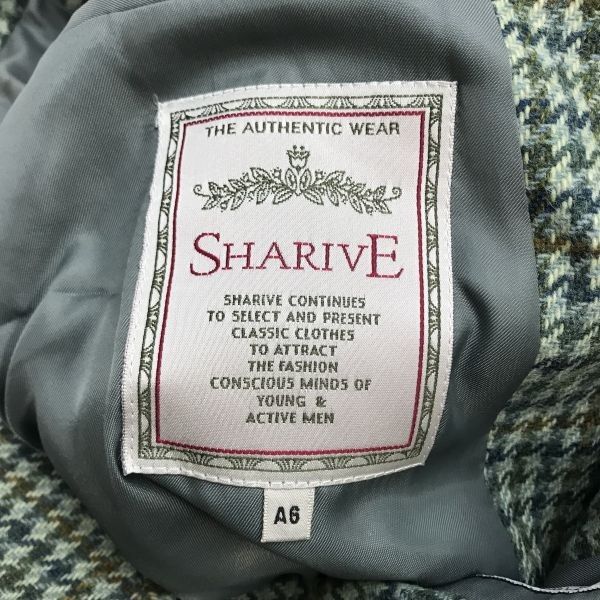 THE AUTHENTIC WEAR
SHARIVE
SHARIVE CONTINUES
TO SELECT AND PRESENT
CLASSIC CLOTHES
TO ATTRACT
THE FASHION
CONSCIOUS MINDS OF
YOUNG &
ACTIVE MEN
A6